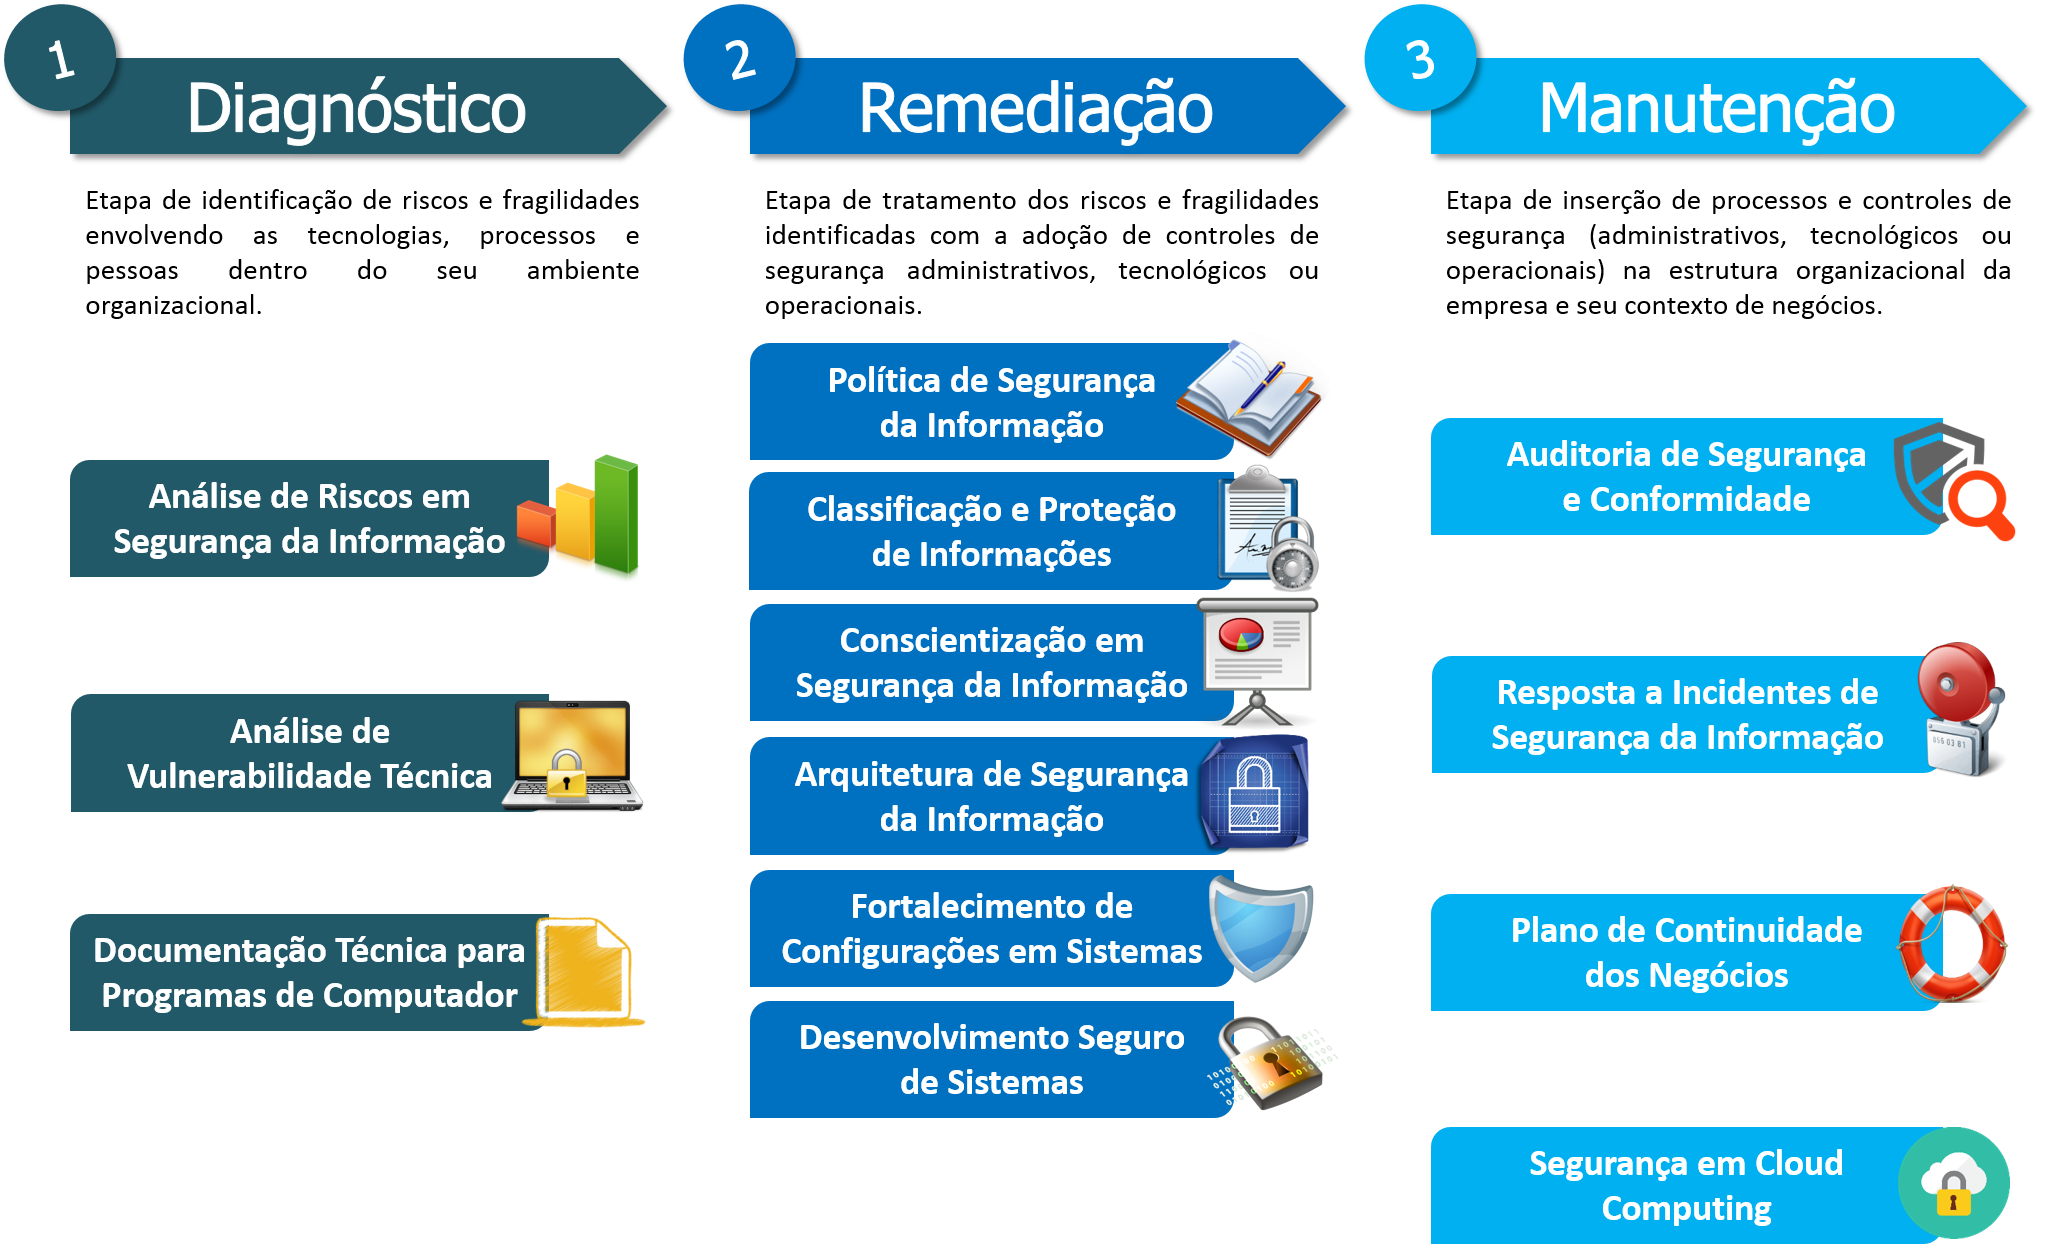 1
Diagnóstico
Etapa de identificação de riscos e fragilidades
envolvendo as tecnologias, processos e
pessoas dentro do seu ambiente
organizacional.
Análise de Riscos em
Segurança da Informação
Análise de
Vulnerabilidade Técnica
Documentação Técnica para
Programas de Computador
2
Remediação
Etapa de tratamento dos riscos e fragilidades
identificadas com a adoção de controles de
segurança administrativos, tecnológicos ou
operacionais.
Política de Segurança
da Informação
Classificação e Proteção
de Informações
Conscientização em
Segurança da Informação
Arquitetura de Segurança
da Informação
Fortalecimento de
Configurações em Sistemas
Desenvolvimento Seguro
de Sistemas
3
Manutenção
Etapa de inserção de processos e controles de
segurança (administrativos, tecnológicos ou
operacionais) na estrutura organizacional da
empresa e seu contexto de negócios.
Auditoria de Segurança
e Conformidade
Resposta a Incidentes de
Segurança da Informação
056 03 81
Plano de Continuidade
dos Negócios
Segurança em Cloud
Computing